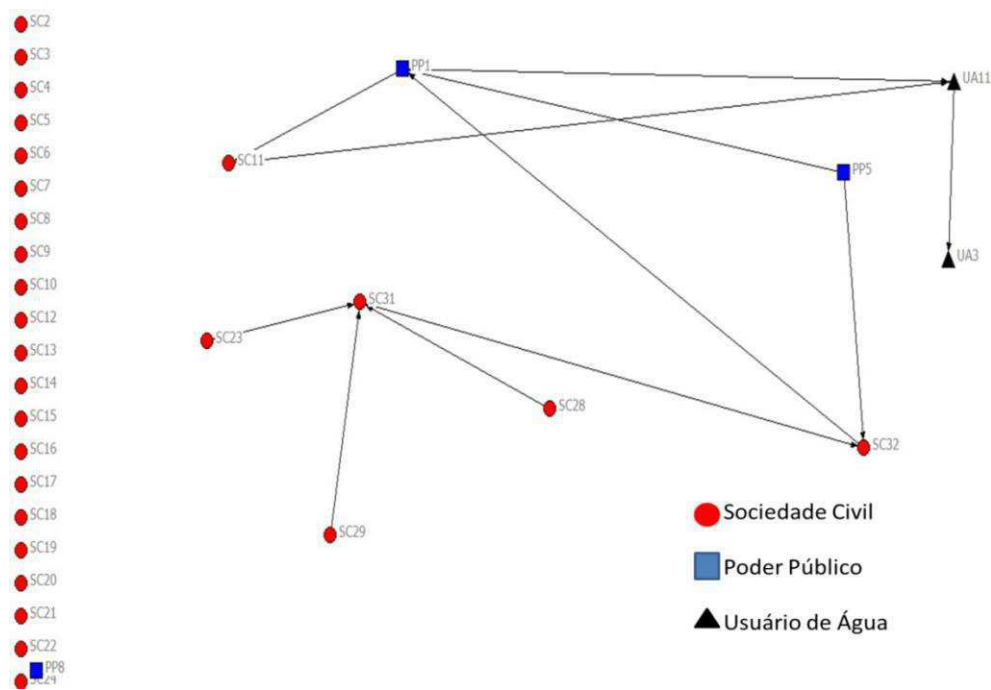 SC2
SC3
SC4
SC5
SC6
SC7
SC8
SC9
SC10
SC12
SC13
SC14
SC15
SC16
SC17
SC18
SC19
SC20
SC21
SC22
PP8
SC24
PP1
UA11
SC11
PP5
UA3
SC31
SC23
SC28
SC32
SC29
Sociedade Civil
Poder Público
Usuário de Água